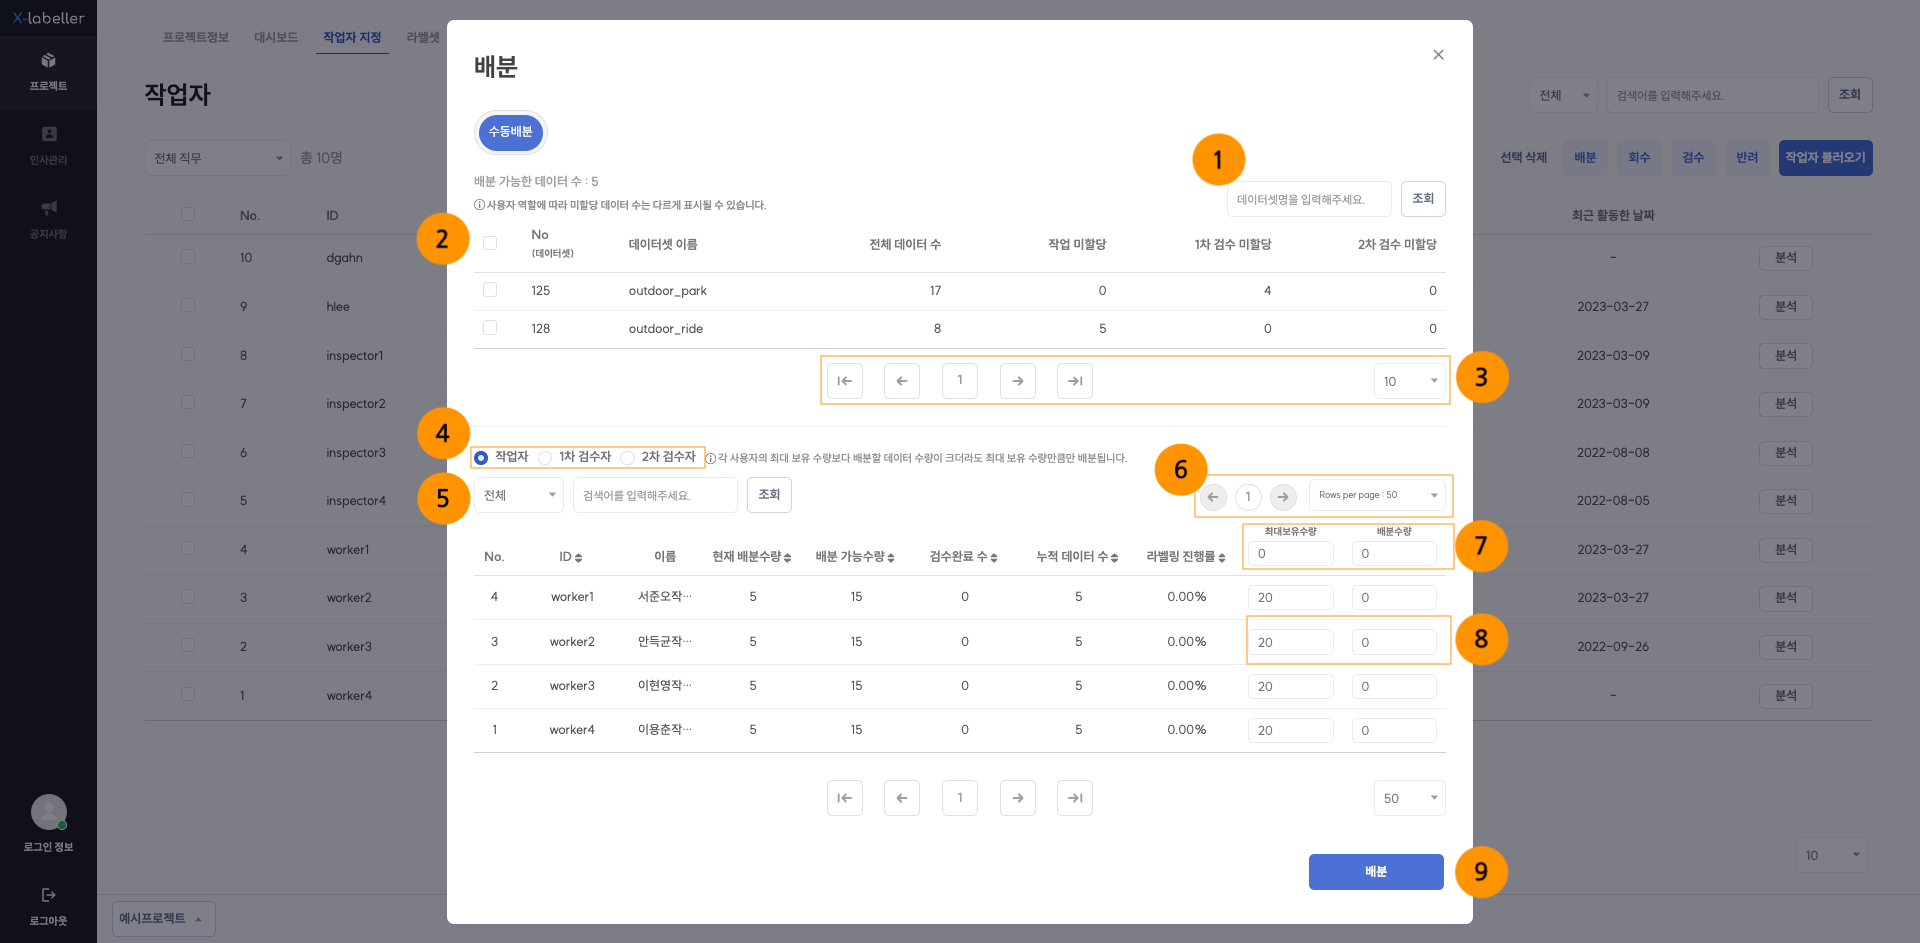 X-labeller
프로젝트
인사관리
공지사항
로그인 정보
로그아웃
프로젝트정보 대시보드 작업자 지정 라벨셋
작업자
전체 직무 총 10명
전체 검색어를 입력해주세요. 조회
선택 삭제 배분 회수 검수 반려 작업자 불러오기
No. ID 최근 활동한 날짜
10 dgahn - 분석
9 hlee 2023-03-27 분석
8 inspector1 2023-03-09 분석
7 inspector2 2023-03-09 분석
6 inspector3 2022-08-08 분석
5 inspector4 2022-08-05 분석
4 worker1 2023-03-27 분석
3 worker2 2023-03-27 분석
2 worker3 2022-09-26 분석
1 worker4 - 분석
10
예시프로젝트
배분
수동배분
배분 가능한 데이터 수 : 5
사용자 역할에 따라 미할당 데이터 수는 다르게 표시될 수 있습니다.
1
데이터셋명을 입력해주세요. 조회
2
No (데이터셋) 데이터셋 이름 전체 데이터 수 작업 미할당 1차 검수 미할당 2차 검수 미할당
125 outdoor_park 17 0 4 0
128 outdoor_ride 8 5 0 0
1 10
3
4
작업자 1차 검수자 2차 검수자 각 사용자의 최대 보유 수량보다 배분할 데이터 수량이 크더라도 최대 보유 수량만큼만 배분됩니다.
5
전체 검색어를 입력해주세요. 조회
6
1 Rows per page : 50
최대보유수량 배분수량
0 0
7
No. ID 이름 현재 배분수량 배분 가능수량 검수완료 수 누적 데이터 수 라벨링 진행률
4 worker1 서준오작… 5 15 0 5 0.00% 20 0
3 worker2 안득균작… 5 15 0 5 0.00% 20 0
8
2 worker3 이현영작… 5 15 0 5 0.00% 20 0
1 worker4 이용춘작… 5 15 0 5 0.00% 20 0
1 50
배분
9